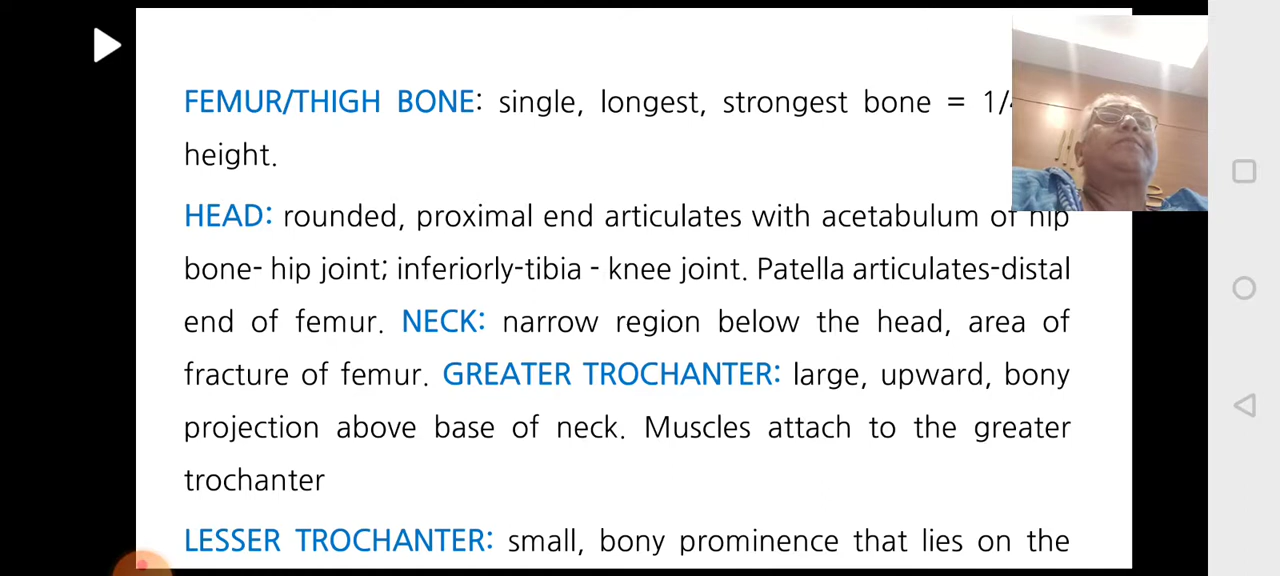 FEMUR/THIGH BONE: single, longest, strongest bone = 1/
height.
HEAD: rounded, proximal end articulates with acetabulum of hip
bone- hip joint; inferiorly-tibia - knee joint. Patella articulates-distal
end of femur. NECK: narrow region below the head, area of
fracture of femur. GREATER TROCHANTER: large, upward, bony
projection above base of neck. Muscles attach to the greater
trochanter
LESSER TROCHANTER: small, bony prominence that lies on the